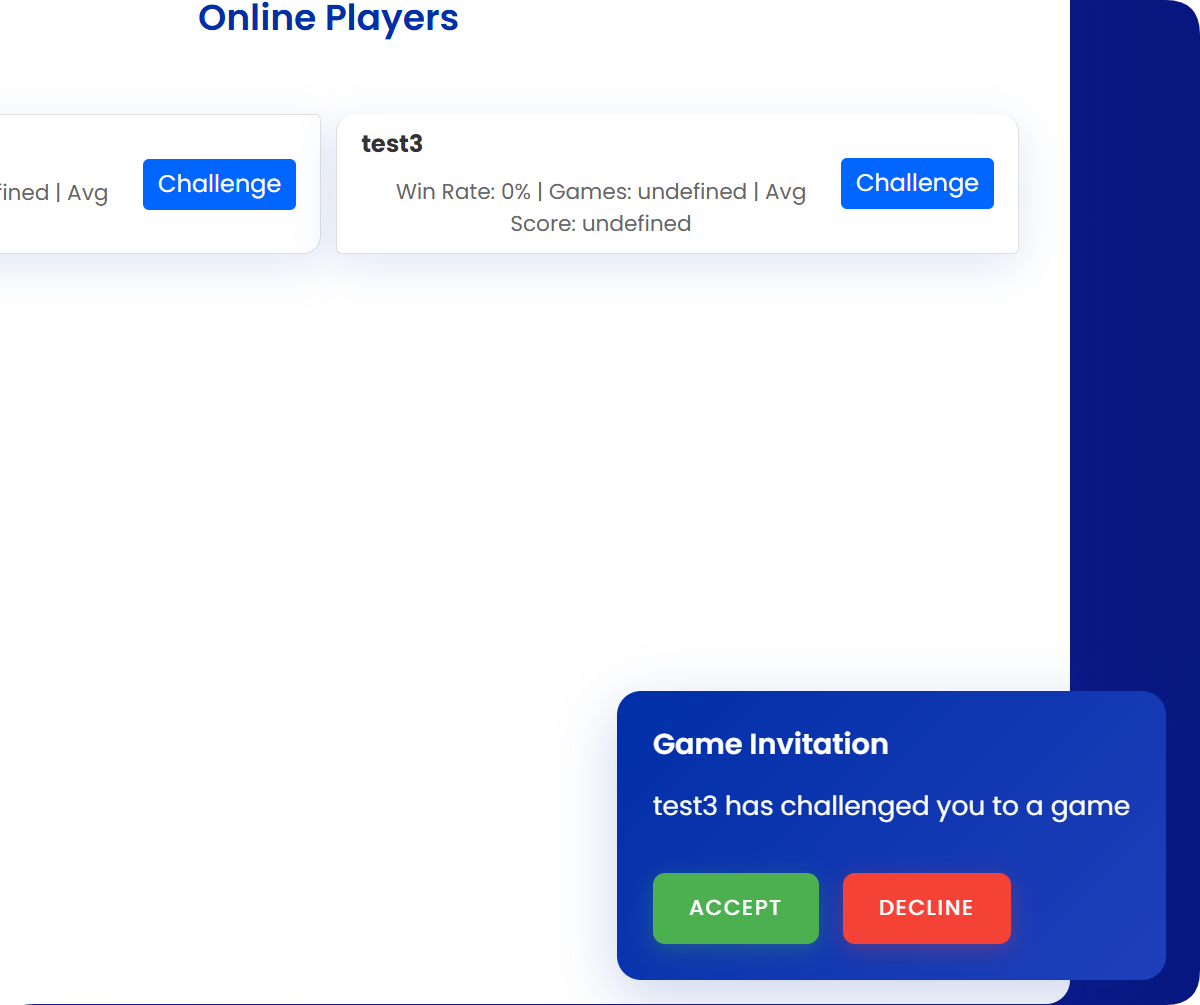 Online Players
test3
Challenge
Challenge
Win Rate: 0% | Games: undefined | Avg
| Avg
Score: undefined
Game Invitation
test3 has challenged you to a game
ACCEPT
DECLINE